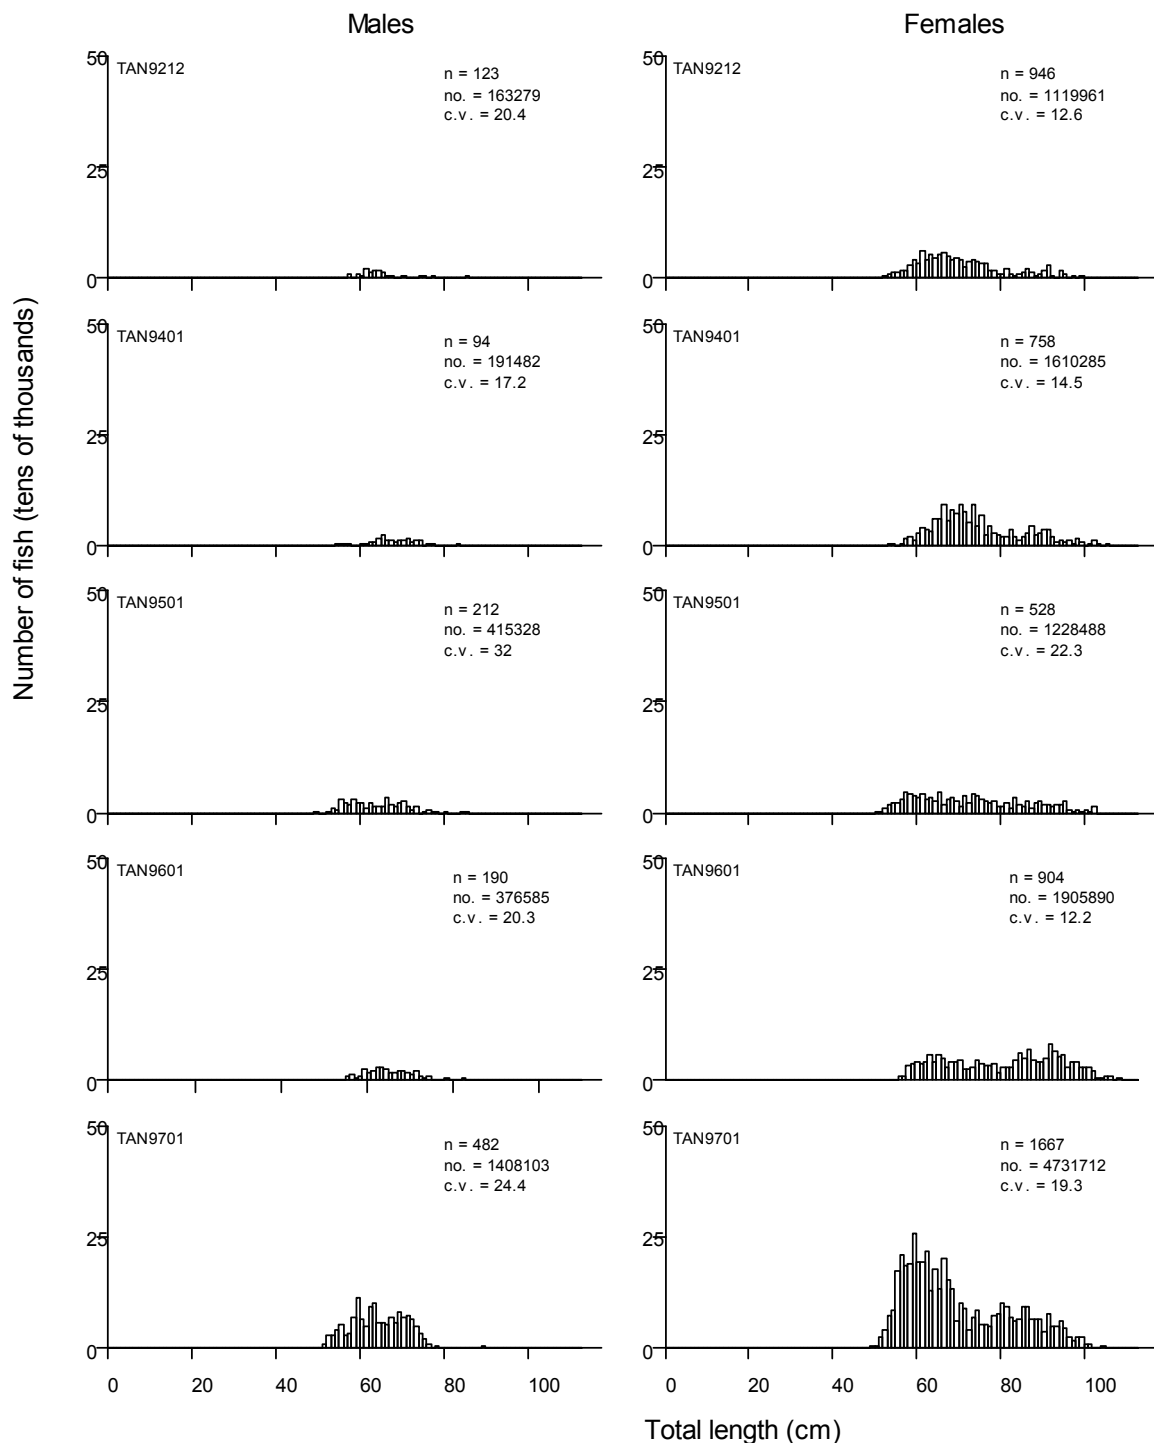 Males
Females
50
TAN9212
n = 123
no. = 163279
c.v. = 20.4
25
0
50
TAN9212
n = 946
no. = 1119961
c.v. = 12.6
25
0
50
TAN9401
n = 94
no. = 191482
c.v. = 17.2
25
0
50
TAN9401
n = 758
no. = 1610285
c.v. = 14.5
25
0
50
TAN9501
n = 212
no. = 415328
c.v. = 32
25
0
50
TAN9501
n = 528
no. = 1228488
c.v. = 22.3
25
0
50
TAN9601
n = 190
no. = 376585
c.v. = 20.3
25
0
50
TAN9601
n = 904
no. = 1905890
c.v. = 12.2
25
0
50
TAN9701
n = 482
no. = 1408103
c.v. = 24.4
25
0
50
TAN9701
n = 1667
no. = 4731712
c.v. = 19.3
25
0
0 20 40 60 80 100
0 20 40 60 80 100
Number of fish (tens of thousands)
Total length (cm)